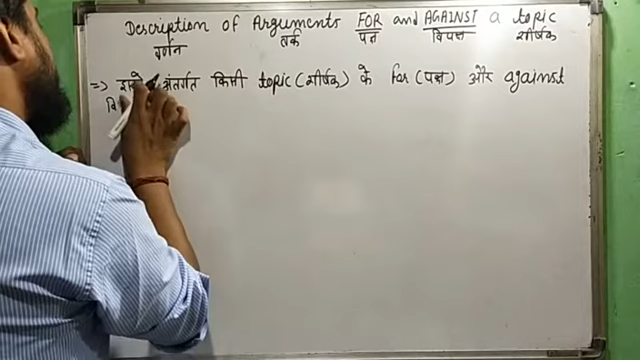 Description of Arguments FOR and AGAINST a topic
वर्णन तर्क पक्ष विपक्ष शीर्षक
=> अंतर्गत किसी topic (शीर्षक) के for (पक्ष) और against